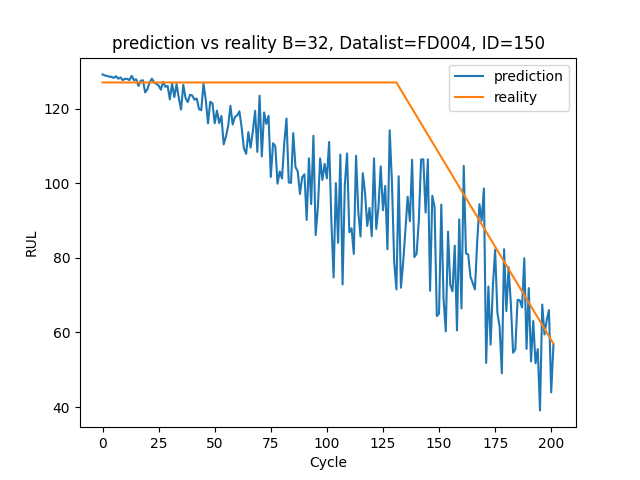 prediction vs reality B=32, Datalist=FD004, ID=150
prediction
reality
RUL
120
100
80
60
40
0 25 50 75 100 125 150 175 200
Cycle